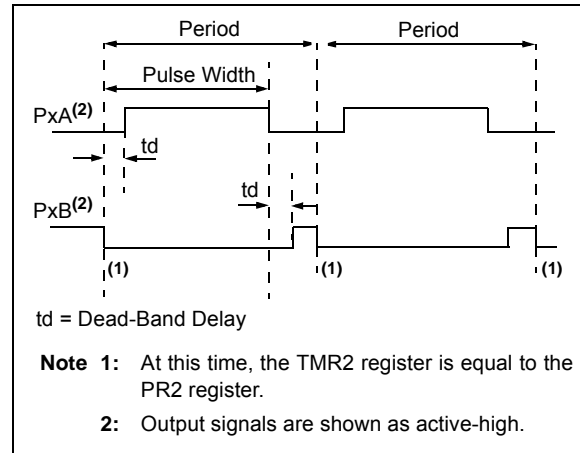 Period Period
Pulse Width
PxA(2)
td
td
PxB(2)
(1) (1) (1)
td = Dead-Band Delay
Note 1: At this time, the TMR2 register is equal to the
PR2 register.
2: Output signals are shown as active-high.